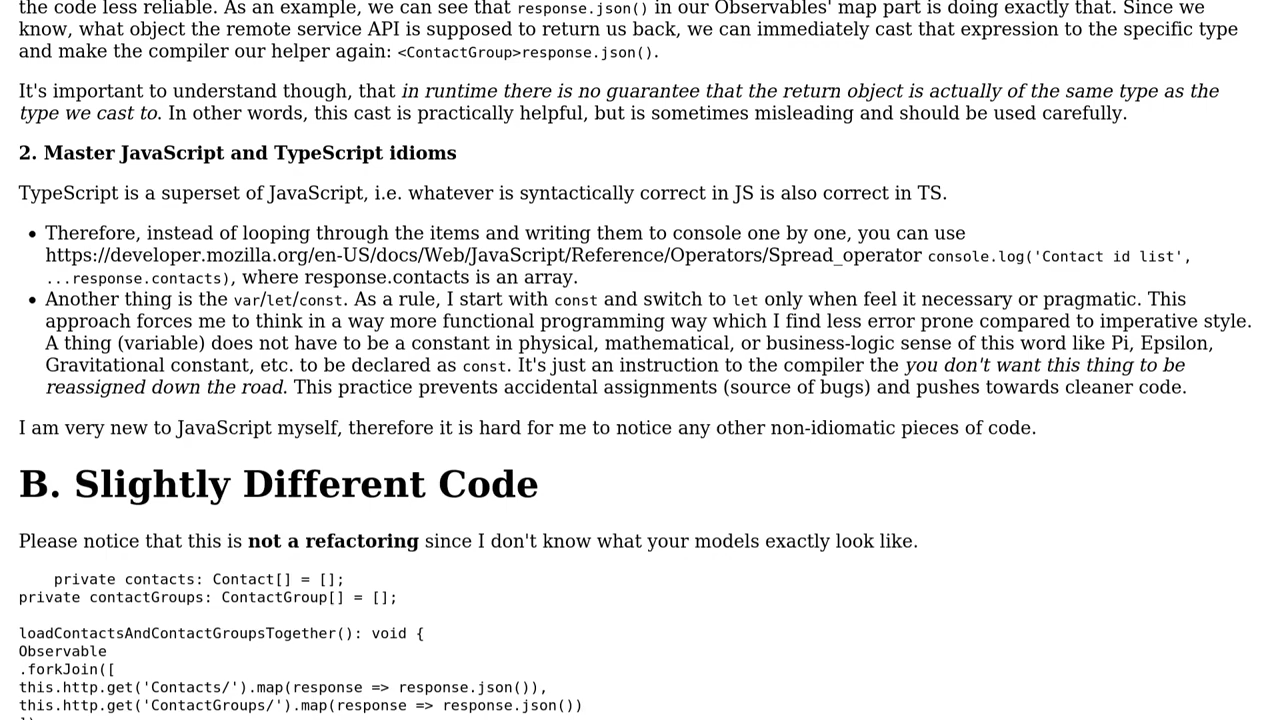 the code less reliable. As an example, we can see that response.json() in our Observables' map part is doing exactly that. Since we
know, what object the remote service API is supposed to return us back, we can immediately cast that expression to the specific type
and make the compiler our helper again: <ContactGroup>response.json().
It's important to understand though, that in runtime there is no guarantee that the return object is actually of the same type as the
type we cast to. In other words, this cast is practically helpful, but is sometimes misleading and should be used carefully.
2. Master JavaScript and TypeScript idioms
TypeScript is a superset of JavaScript, i.e. whatever is syntactically correct in JS is also correct in TS.
• Therefore, instead of looping through the items and writing them to console one by one, you can use
https://developer.mozilla.org/en-US/docs/Web/JavaScript/Reference/Operators/Spread_operator console.log('Contact id list',
...response.contacts), where response.contacts is an array.
• Another thing is the var/let/const. As a rule, I start with const and switch to let only when feel it necessary or pragmatic. This
approach forces me to think in a way more functional programming way which I find less error prone compared to imperative style.
A thing (variable) does not have to be a constant in physical, mathematical, or business-logic sense of this word like Pi, Epsilon,
Gravitational constant, etc. to be declared as const. It's just an instruction to the compiler the you don't want this thing to be
reassigned down the road. This practice prevents accidental assignments (source of bugs) and pushes towards cleaner code.
I am very new to JavaScript myself, therefore it is hard for me to notice any other non-idiomatic pieces of code.
B. Slightly Different Code
Please notice that this is not a refactoring since I don't know what your models exactly look like.
private contacts: Contact[] = [];
private contactGroups: ContactGroup[] = [];
loadContactsAndContactGroupsTogether(): void {
Observable
.forkJoin([
this.http.get('Contacts/').map(response => response.json()),
this.http.get('ContactGroups/').map(response => response.json())